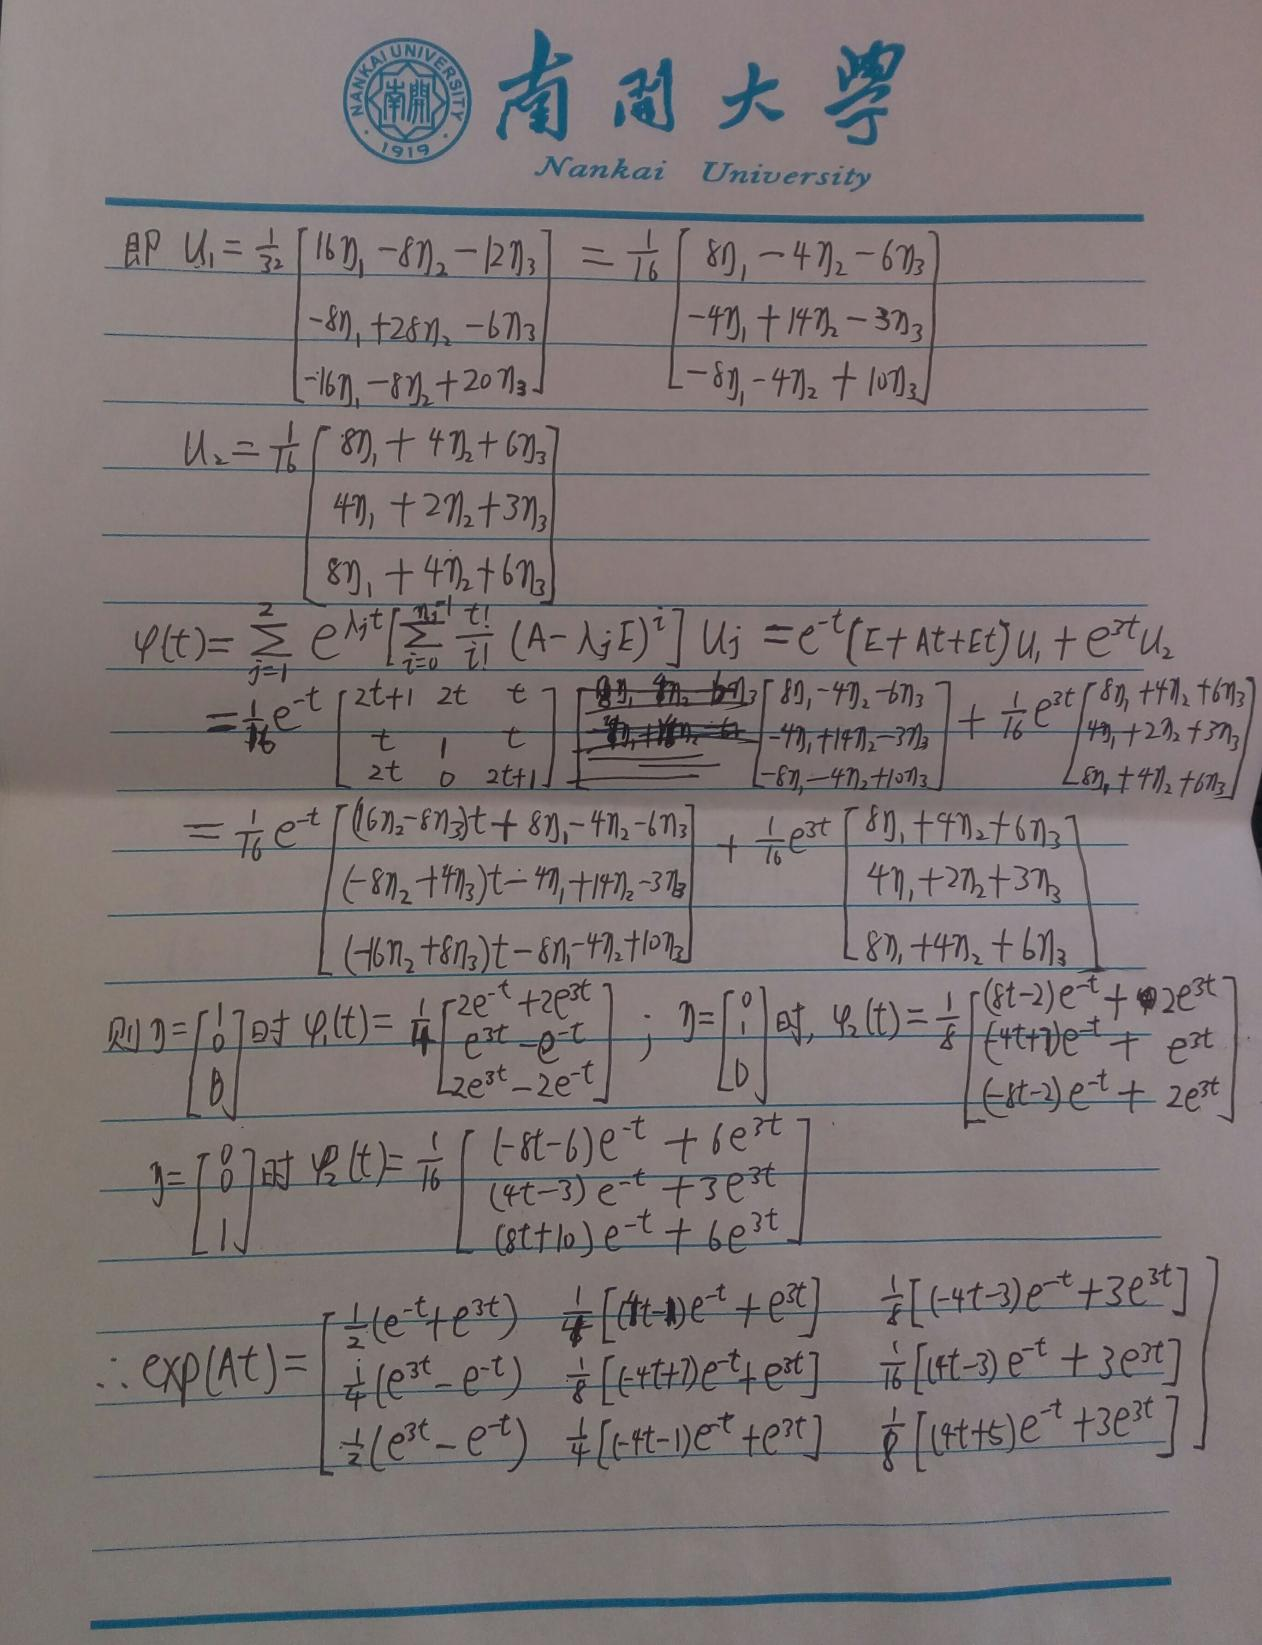 NANKAI UNIVERSITY 南開 1919
南開大學
Nankai University
即 U₁ = 1/32 [16η₁ - 8η₂ - 12η₃; -8η₁ + 28η₂ - 6η₃; -16η₁ - 8η₂ + 20η₃] = 1/16 [8η₁ - 4η₂ - 6η₃; -4η₁ + 14η₂ - 3η₃; -8η₁ - 4η₂ + 10η₃]
U₂ = 1/16 [8η₁ + 4η₂ + 6η₃; 4η₁ + 2η₂ + 3η₃; 8η₁ + 4η₂ + 6η₃]
φ(t) = Σ_{j=1}^{2} e^{λjt} [Σ_{i=0}^{nj-1} t!/i! (A - λjE)^i] Uj = e^{-t}(E + At + Et)U₁ + e^{3t}U₂
= 1/16 e^{-t} [2t+1 2t t; t 1 t; 2t 0 2t+1] [8η₁ - 4η₂ - 6η₃; -4η₁ + 14η₂ - 3η₃; -8η₁ - 4η₂ + 10η₃] + 1/16 e^{3t} [8η₁ + 4η₂ + 6η₃; 4η₁ + 2η₂ + 3η₃; 8η₁ + 4η₂ + 6η₃]
= 1/16 e^{-t} [(16η₂ - 8η₃)t + 8η₁ - 4η₂ - 6η₃; (-8η₂ + 4η₃)t - 4η₁ + 14η₂ - 3η₃; (-16η₂ + 8η₃)t - 8η₁ - 4η₂ + 10η₃] + 1/16 e^{3t} [8η₁ + 4η₂ + 6η₃; 4η₁ + 2η₂ + 3η₃; 8η₁ + 4η₂ + 6η₃]
则 η = [1; 0; 0] 时 φ₁(t) = 1/4 [2e^{-t} + 2e^{3t}; e^{3t} - e^{-t}; 2e^{3t} - 2e^{-t}] ; η = [0; 1; 0] 时, φ₂(t) = 1/8 [(8t-2)e^{-t} + 2e^{3t}; (-4t+7)e^{-t} + e^{3t}; (-8t-2)e^{-t} + 2e^{3t}]
η = [0; 0; 1] 时 φ₂(t) = 1/16 [(-8t-6)e^{-t} + 6e^{3t}; (4t-3)e^{-t} + 3e^{3t}; (8t+10)e^{-t} + 6e^{3t}]
∴ exp(At) = [1/2(e^{-t} + e^{3t}) 1/4[(4t-1)e^{-t} + e^{3t}] 1/8[(-4t-3)e^{-t} + 3e^{3t}]; 1/4(e^{3t} - e^{-t}) 1/8[(-4t+7)e^{-t} + e^{3t}] 1/16[(4t-3)e^{-t} + 3e^{3t}]; 1/2(e^{3t} - e^{-t}) 1/4[(-4t-1)e^{-t} + e^{3t}] 1/8[(4t+5)e^{-t} + 3e^{3t}]]